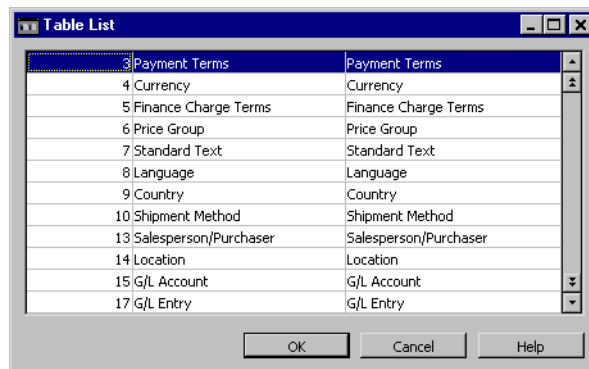 Table List
3 Payment Terms Payment Terms
4 Currency Currency
5 Finance Charge Terms Finance Charge Terms
6 Price Group Price Group
7 Standard Text Standard Text
8 Language Language
9 Country Country
10 Shipment Method Shipment Method
13 Salesperson/Purchaser Salesperson/Purchaser
14 Location Location
15 G/L Account G/L Account
17 G/L Entry G/L Entry
OK Cancel Help